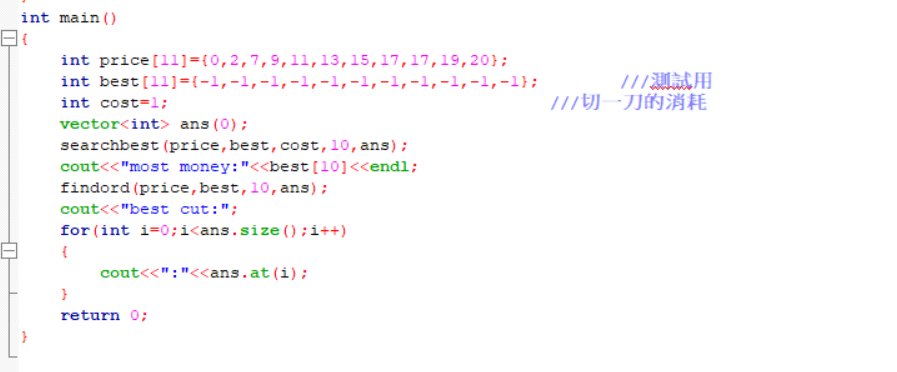 int main()
{
int price[11]={0,2,7,9,11,13,15,17,17,19,20};
int best[11]={-1,-1,-1,-1,-1,-1,-1,-1,-1,-1,-1}; ///測試用
int cost=1; ///切一刀的消耗
vector<int> ans(0);
searchbest(price,best,cost,10,ans);
cout<<"most money:"<<best[10]<<endl;
findord(price,best,10,ans);
cout<<"best cut:";
for(int i=0;i<ans.size();i++)
{
cout<<":"<<ans.at(i);
}
return 0;
}